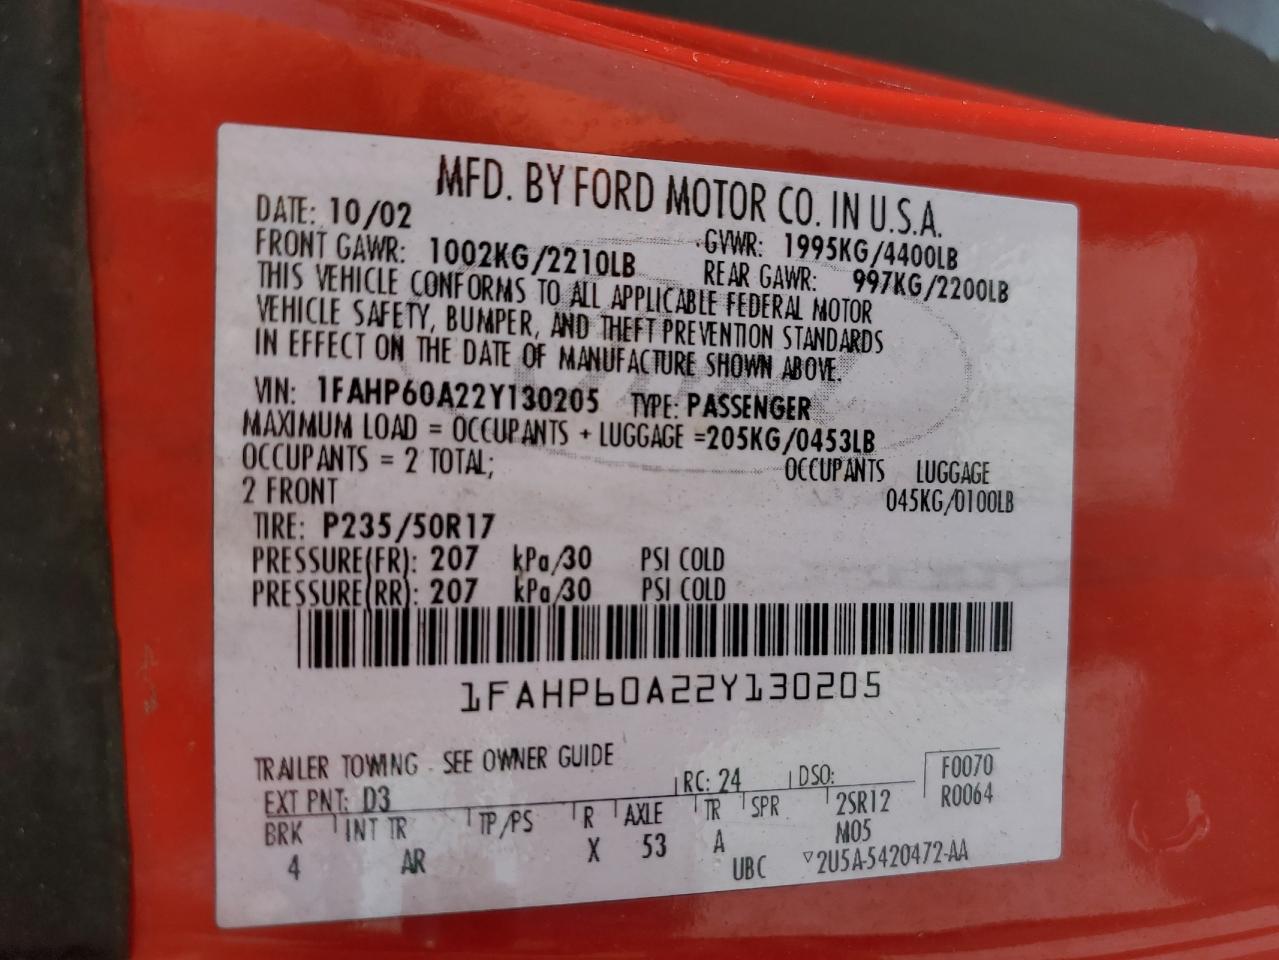 MFD. BY FORD MOTOR CO. IN U.S.A.
DATE: 10/02 GVWR: 1995KG/4400LB
FRONT GAWR: 1002KG/2210LB REAR GAWR: 997KG/2200LB
THIS VEHICLE CONFORMS TO ALL APPLICABLE FEDERAL MOTOR
VEHICLE SAFETY, BUMPER, AND THEFT PREVENTION STANDARDS
IN EFFECT ON THE DATE OF MANUFACTURE SHOWN ABOVE.
VIN: 1FAHP60A22Y130205 TYPE: PASSENGER
MAXIMUM LOAD = OCCUPANTS + LUGGAGE =205KG/0453LB
OCCUPANTS = 2 TOTAL; OCCUPANTS LUGGAGE
2 FRONT 045KG/0100LB
TIRE: P235/50R17
PRESSURE(FR): 207 kPa/30 PSI COLD
PRESSURE(RR): 207 kPa/30 PSI COLD
1FAHP60A22Y130205
TRAILER TOWING - SEE OWNER GUIDE
EXT PNT: D3 RC: 24 DSO: F0070
BRK INT TR TP/PS R AXLE TR SPR 2SR12 R0064
4 AR X 53 A M05
UBC ▽2U5A-5420472-AA